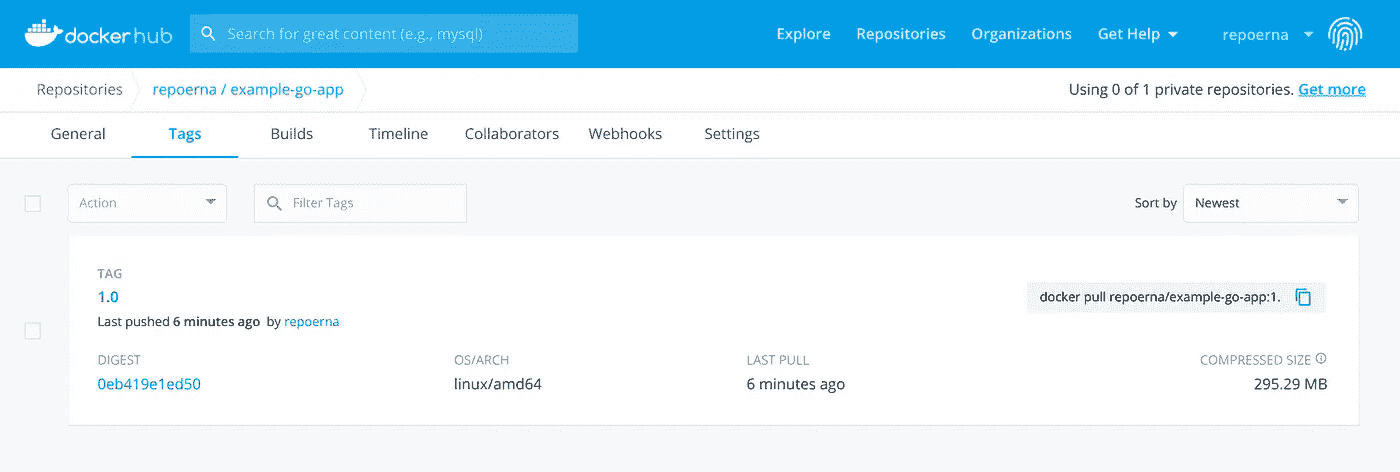 docker hub Search for great content (e.g., mysql) Explore Repositories Organizations Get Help repoerna
Repositories repoerna / example-go-app Using 0 of 1 private repositories. Get more
General Tags Builds Timeline Collaborators Webhooks Settings
Action Filter Tags Sort by Newest
TAG
1.0 docker pull repoerna/example-go-app:1.
Last pushed 6 minutes ago by repoerna
DIGEST OS/ARCH LAST PULL COMPRESSED SIZE
0eb419e1ed50 linux/amd64 6 minutes ago 295.29 MB